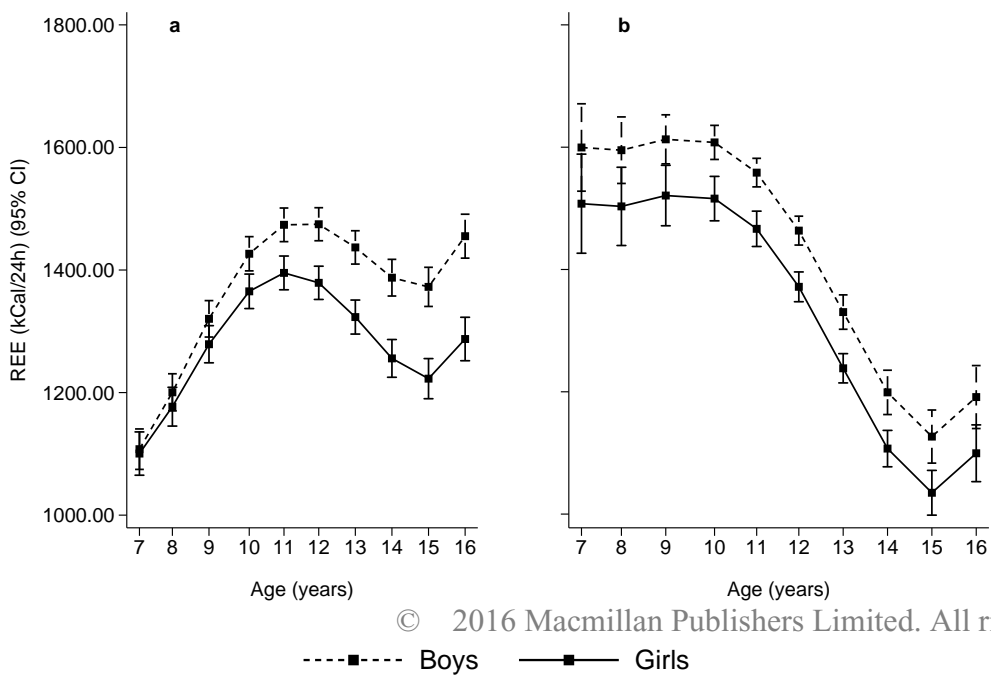 a
b
1800.00
1600.00
1400.00
1200.00
1000.00
REE (kCal/24h) (95% CI)
7 8 9 10 11 12 13 14 15 16
7 8 9 10 11 12 13 14 15 16
Age (years)
Age (years)
© 2016 Macmillan Publishers Limited. All ri
Boys
Girls